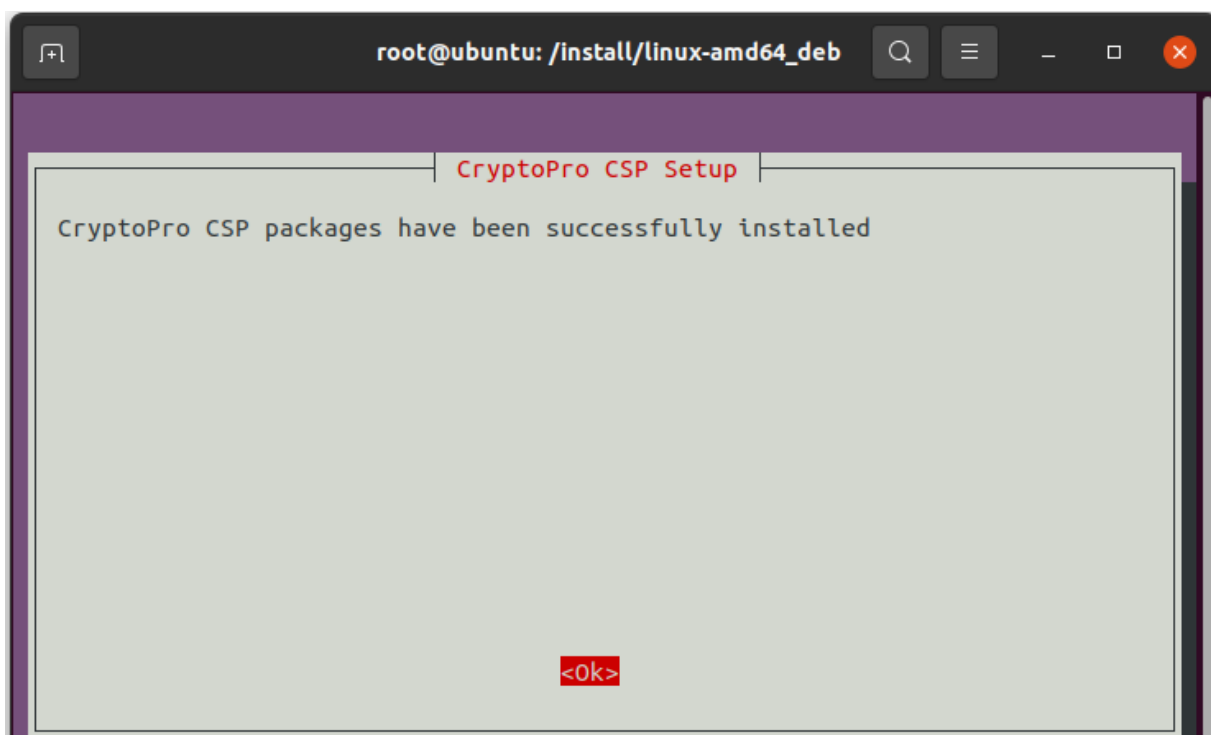 root@ubuntu: /install/linux-amd64_deb
CryptoPro CSP Setup
CryptoPro CSP packages have been successfully installed
<Ok>